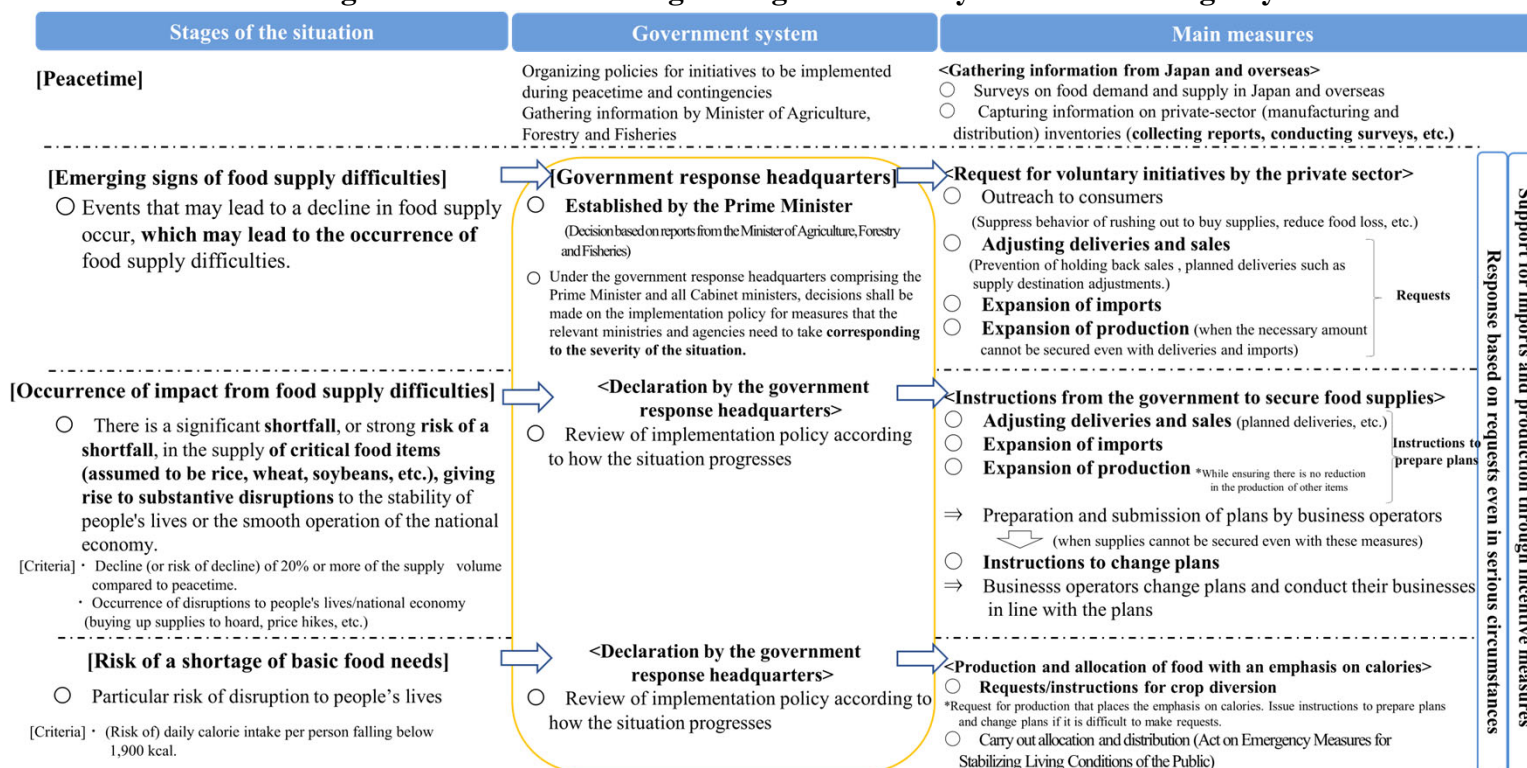 Stages of the situation
Government system
Main measures
[Peacetime]
Organizing policies for initiatives to be implemented
during peacetime and contingencies
Gathering information by Minister of Agriculture,
Forestry and Fisheries
<Gathering information from Japan and overseas>
○ Surveys on food demand and supply in Japan and overseas
○ Capturing information on private-sector (manufacturing and
distribution) inventories (collecting reports, conducting surveys, etc.)
[Emerging signs of food supply difficulties]
○ Events that may lead to a decline in food supply
occur, which may lead to the occurrence of
food supply difficulties.
[Government response headquarters]
○ Established by the Prime Minister
(Decision based on reports from the Minister of Agriculture, Forestry
and Fisheries)
○ Under the government response headquarters comprising the
Prime Minister and all Cabinet ministers, decisions shall be
made on the implementation policy for measures that the
relevant ministries and agencies need to take corresponding
to the severity of the situation.
<Request for voluntary initiatives by the private sector>
○ Outreach to consumers
(Suppress behavior of rushing out to buy supplies, reduce food loss, etc.)
○ Adjusting deliveries and sales
(Prevention of holding back sales , planned deliveries such as
supply destination adjustments.)
○ Expansion of imports
○ Expansion of production (when the necessary amount
cannot be secured even with deliveries and imports)
Requests
[Occurrence of impact from food supply difficulties]
○ There is a significant shortfall, or strong risk of a
shortfall, in the supply of critical food items
(assumed to be rice, wheat, soybeans, etc.), giving
rise to substantive disruptions to the stability of
people's lives or the smooth operation of the national
economy.
[Criteria]・ Decline (or risk of decline) of 20% or more of the supply volume
compared to peacetime.
・ Occurrence of disruptions to people's lives/national economy
(buying up supplies to hoard, price hikes, etc.)
<Declaration by the government
response headquarters>
○ Review of implementation policy according
to how the situation progresses
<Instructions from the government to secure food supplies>
○ Adjusting deliveries and sales (planned deliveries, etc.)
○ Expansion of imports
○ Expansion of production *While ensuring there is no reduction
in the production of other items
Instructions to
prepare plans
⇒ Preparation and submission of plans by business operators
(when supplies cannot be secured even with these measures)
○ Instructions to change plans
⇒ Businesss operators change plans and conduct their businesses
in line with the plans
[Risk of a shortage of basic food needs]
○ Particular risk of disruption to people's lives
[Criteria]・ (Risk of) daily calorie intake per person falling below
1,900 kcal.
<Declaration by the government
response headquarters>
○ Review of implementation policy according to
how the situation progresses
<Production and allocation of food with an emphasis on calories>
○ Requests/instructions for crop diversion
*Request for production that places the emphasis on calories. Issue instructions to prepare plans
and change plans if it is difficult to make requests.
○ Carry out allocation and distribution (Act on Emergency Measures for
Stabilizing Living Conditions of the Public)
Response based on requests even in serious circumstances
Support for imports and production through incentive measures